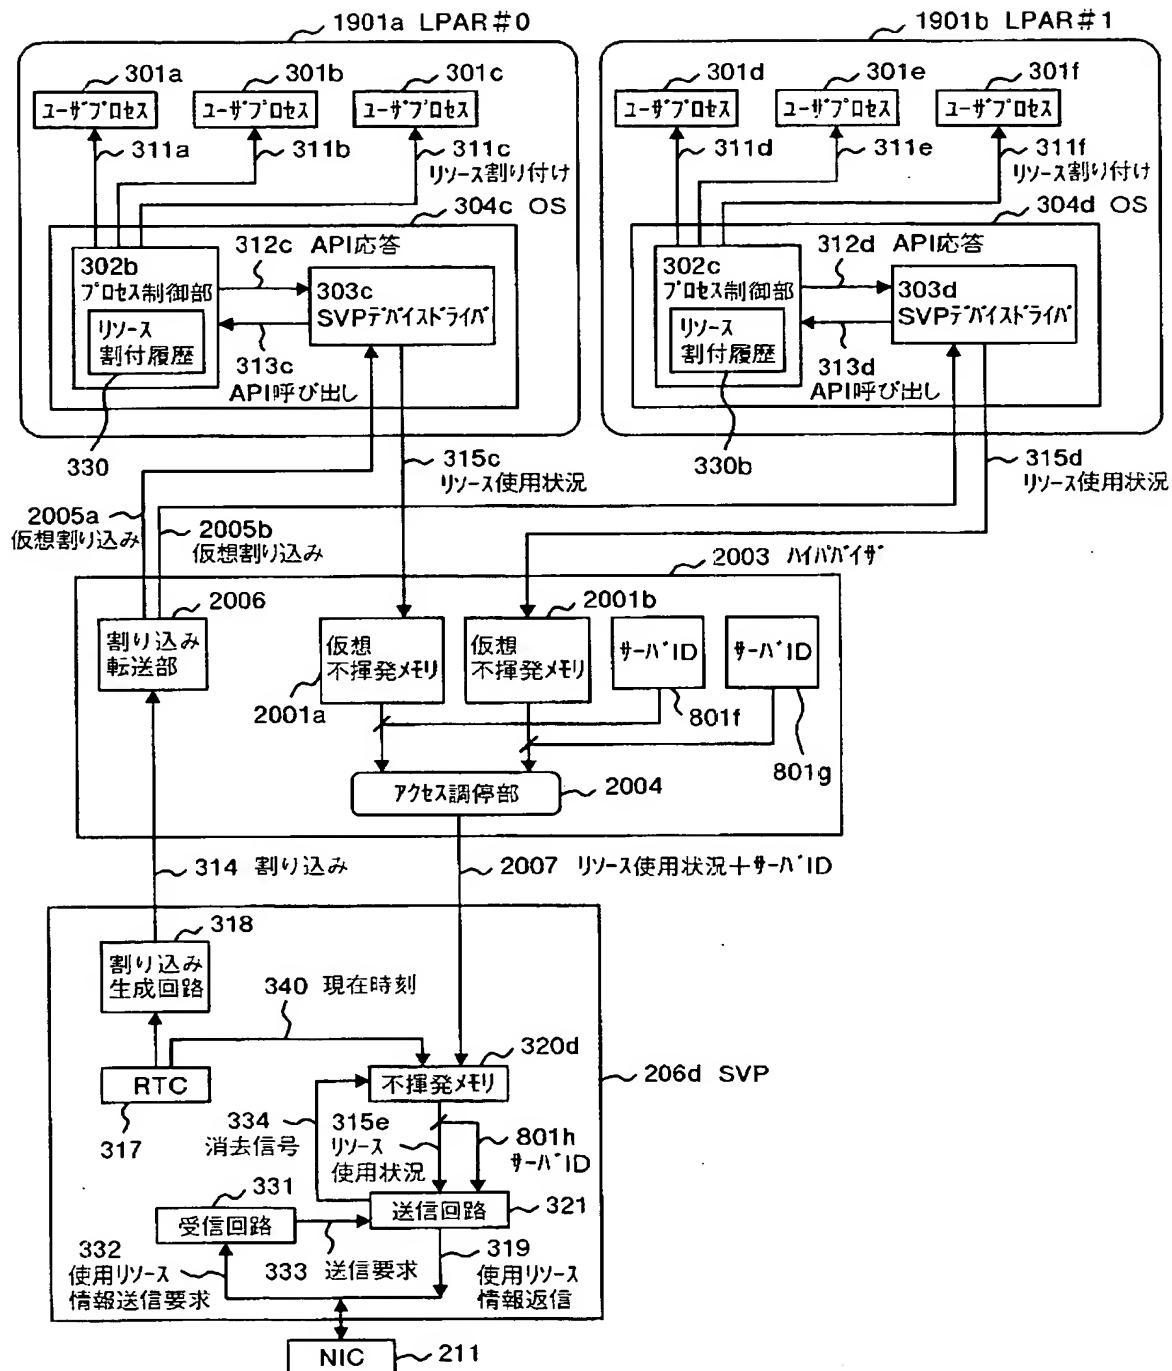 1901a LPAR#0
1901b LPAR#1
301a
301b
301c
ユーザプロセス
ユーザプロセス
ユーザプロセス
311a
311b
311c
リソース割り付け
304c OS
312c API応答
302b
プロセス制御部
リソース
割付履歴
303c
SVPデバイスドライバ
313c
API呼び出し
330
315c
リソース使用状況
301d
301e
301f
ユーザプロセス
ユーザプロセス
ユーザプロセス
311d
311e
311f
リソース割り付け
304d OS
312d API応答
302c
プロセス制御部
リソース
割付履歴
303d
SVPデバイスドライバ
313d
API呼び出し
330b
315d
リソース使用状況
2005a
仮想割り込み
2005b
仮想割り込み
2003 ハイパバイザ
2006
割り込み
転送部
仮想
不揮発メモリ
2001a
2001b
仮想
不揮発メモリ
サーバID
801f
サーバID
801g
アクセス調停部
2004
314 割り込み
2007 リソース使用状況+サーバID
318
割り込み
生成回路
340 現在時刻
RTC
317
320d
不揮発メモリ
206d SVP
334
消去信号
315e
リソース
使用状況
801h
サーバID
331
受信回路
送信回路
321
332
使用リソース
情報送信要求
333 送信要求
319
使用リソース
情報返信
NIC
211